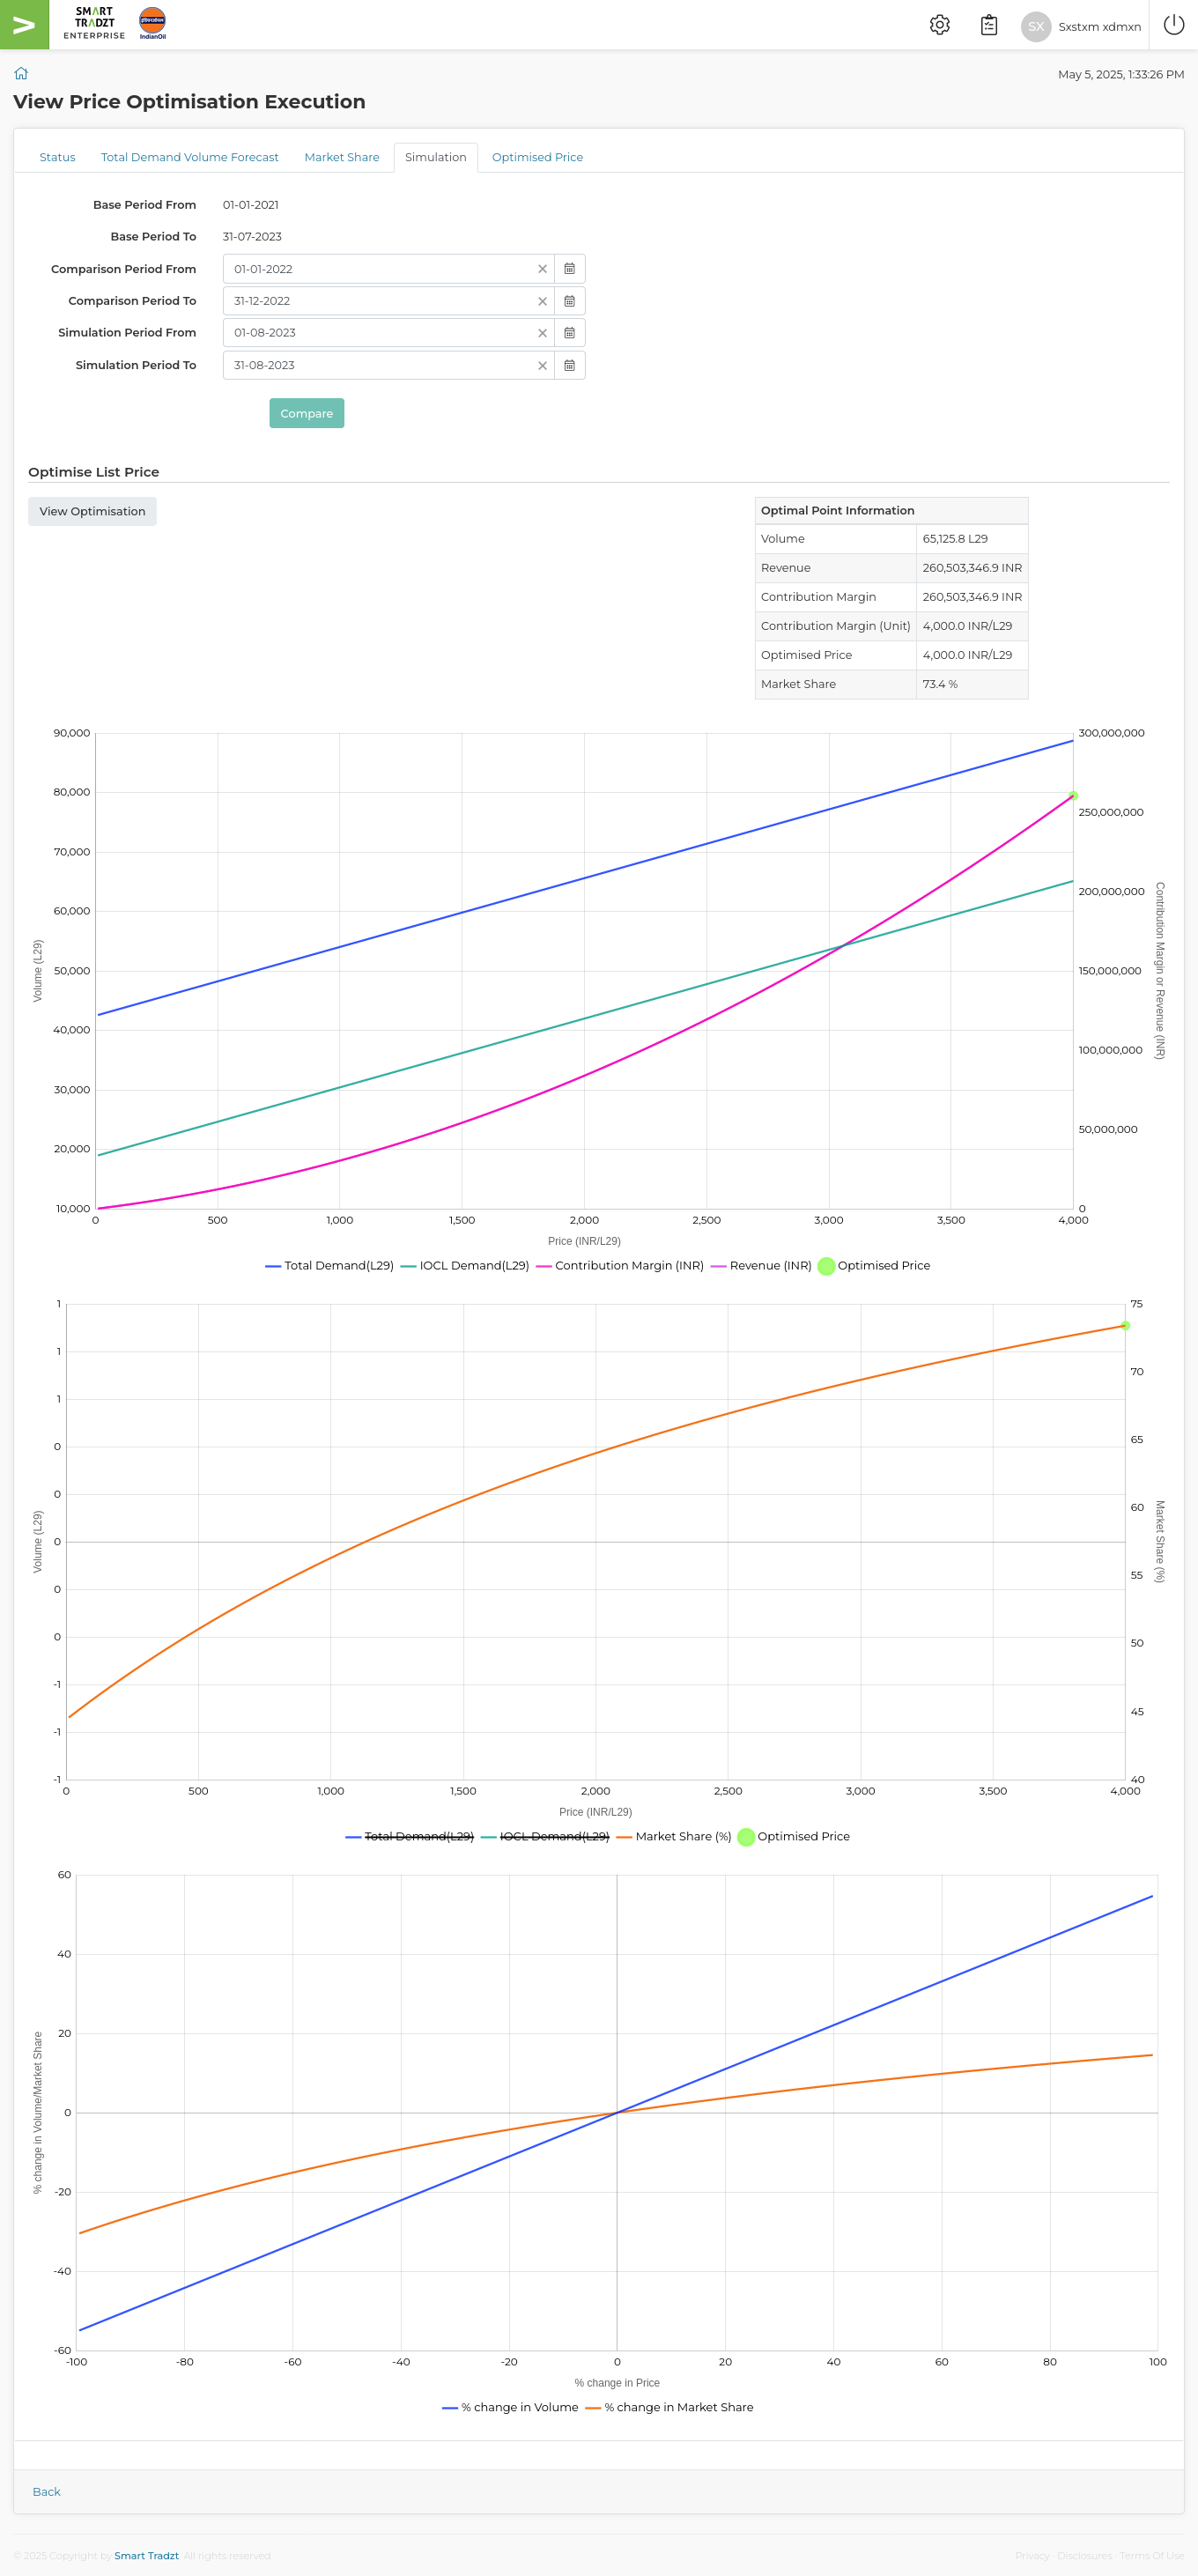 SMART
TRADZT
ENTERPRISE
IndianOil
SX
Sxstxm xdmxn
May 5, 2025, 1:33:26 PM
View Price Optimisation Execution
Status Total Demand Volume Forecast Market Share Simulation Optimised Price
Base Period From 01-01-2021
Base Period To 31-07-2023
Comparison Period From 01-01-2022
Comparison Period To 31-12-2022
Simulation Period From 01-08-2023
Simulation Period To 31-08-2023
Compare
Optimise List Price
View Optimisation
Optimal Point Information
Volume 65,125.8 L29
Revenue 260,503,346.9 INR
Contribution Margin 260,503,346.9 INR
Contribution Margin (Unit) 4,000.0 INR/L29
Optimised Price 4,000.0 INR/L29
Market Share 73.4 %
90,000 300,000,000
80,000 250,000,000
70,000
60,000 200,000,000
50,000 150,000,000
40,000 100,000,000
30,000
20,000 50,000,000
10,000 0
Volume (L29)
Contribution Margin or Revenue (INR)
0 500 1,000 1,500 2,000 2,500 3,000 3,500 4,000
Price (INR/L29)
Total Demand(L29) IOCL Demand(L29) Contribution Margin (INR) Revenue (INR) Optimised Price
1 75
1 70
1
0 65
0 60
0
0 55
0 50
-1 45
-1
-1 40
Volume (L29)
Market Share (%)
0 500 1,000 1,500 2,000 2,500 3,000 3,500 4,000
Price (INR/L29)
Total Demand(L29) IOCL Demand(L29) Market Share (%) Optimised Price
60
40
20
0
-20
-40
-60
% change in Volume/Market Share
-100 -80 -60 -40 -20 0 20 40 60 80 100
% change in Price
% change in Volume % change in Market Share
Back
© 2025 Copyright by Smart Tradzt. All rights reserved
Privacy · Disclosures · Terms Of Use